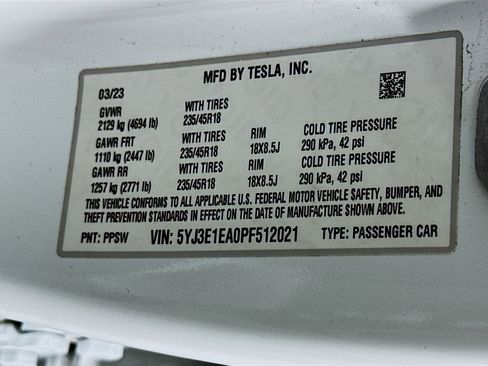 MFD BY TESLA, INC.
03/23
GVWR WITH TIRES
2129 kg (4694 lb) 235/45R18
GAWR FRT WITH TIRES RIM COLD TIRE PRESSURE
1110 kg (2447 lb) 235/45R18 18X8.5J 290 kPa, 42 psi
GAWR RR WITH TIRES RIM COLD TIRE PRESSURE
1257 kg (2771 lb) 235/45R18 18X8.5J 290 kPa, 42 psi
THIS VEHICLE CONFORMS TO ALL APPLICABLE U.S. FEDERAL MOTOR VEHICLE SAFETY, BUMPER, AND
THEFT PREVENTION STANDARDS IN EFFECT ON THE DATE OF MANUFACTURE SHOWN ABOVE.
PNT: PPSW VIN: 5YJ3E1EA0PF512021 TYPE: PASSENGER CAR